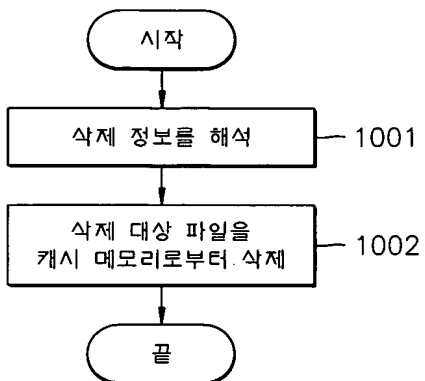 시작
삭제 정보를 해석
1001
삭제 대상 파일을
캐시 메모리로부터 삭제
1002
끝